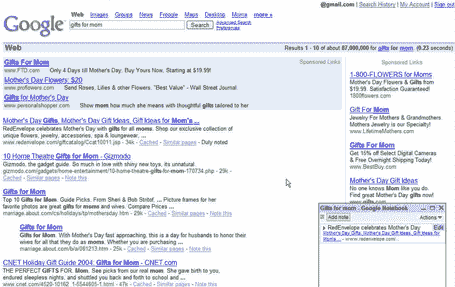 @gmail.com | Search History | My Account | Sign out
Web Images Groups News Froogle Maps Desktop Moms more »
Google
gifts for mom
Search
Advanced Search
Preferences
Web
Results 1 - 10 of about 87,000,000 for gifts for mom. (0.23 seconds)
Gifts For Mom
Sponsored Links
www.FTD.com Only 4 Days till Mother's Day. Buy Yours Now, Starting at $19.99!
Mother's Day Flowers: $20
www.proflowers.com Send Roses, Lilies & other Flowers. "Best Value" - Wall Street Journal.
Gifts for Mother's Day
www.personalshopper.com Show mom how much she means with thoughtful gifts tailored to her
Mother's Day Gifts, Mother's Day Gift Ideas, Gift Ideas for Mom's ...
RedEnvelope celebrates Mother's Day with gifts for all moms. Shop our exclusive collection of
unique flowers, jewelry, accessories, spa & loungewear, ...
www.redenvelope.com/giftcatalog/Ccat10011.jsp - 34k - Cached - Similar pages - Duly noted
10 Home Theatre Gifts for Mom - Gizmodo
Gizmodo, the gadget guide. So much in love with shiny new toys, it's unnatural.
gizmodo.com/gadgets/home-entertainment/10-home-theatre-gifts-for-mom-170734.php - 29k -
Cached - Similar pages - Note this
Gifts for Mom
Top 10 Gifts for Mom. Guide Picks. From Sheri & Bob Stritof. ... Picture frames for her
favorite photos are great gifts for moms and wives. Compare Prices ...
marriage.about.com/cs/holidays/tp/mothersday.htm - 29k - Cached - Similar pages - Note this
Gifts for Mom
Gifts for Mom. With Mother's Day fast approaching, this is a day for husbands to honor their
wives for all that they do as moms. Whether you are purchasing ...
marriage.about.com/b/a/081213.htm - 25k - Cached - Similar pages - Note this
CNET Holiday Gift Guide 2004: Gifts for Mom - CNET.com
THE PERFECT GIFTS FOR: Mom. See picks from our real mom. She gave birth to you,
endured sleepless nights, and shuttled you back and forth to school and ...
www.cnet.com/4520-10162_1-5544605-1.html - 47k - Cached - Similar pages - Note this
Sponsored Links
1-800-FLOWERS for Moms
Mother's Day Flowers & Gifts from
$19.99. Satisfaction Guaranteed!
1800flowers.com
Gift For Mom
Jewelry For Mothers & Grandmothers
Mothers Jewelry is our Specialty!
www.LifetimeMothers.com
Gifts For Mom
Get 15% off Select Digital Cameras
& Free Overnight Shipping Today!
www.BestBuy.com
Mother's Day Gift Ideas
No one knows Mom like you do.
Find great Mother's Day gifts now!
Gifts for mom - Google Notebook
Add note
Actions
RedEnvelope celebrates Mother's Day
Edit
Mother's Day Gifts, Mother's Day Gift Ideas, Gift Ideas for
Mom's ... - www.redenvelope/...